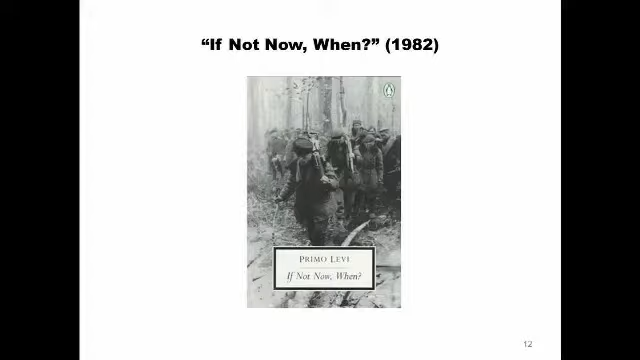 “If Not Now, When?” (1982)
PRIMO LEVI
If Not Now, When?
12